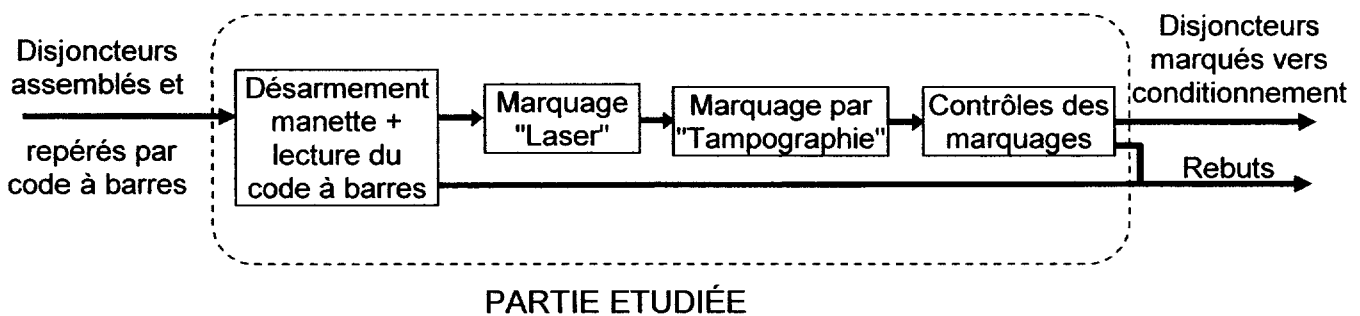 Disjoncteurs
assemblés et
repérés par
code à barres
Désarmement
manette +
lecture du
code à barres
Marquage
"Laser"
Marquage par
"Tampographie"
Contrôles des
marquages
Disjoncteurs
marqués vers
conditionnement
Rebuts
PARTIE ETUDIÉE